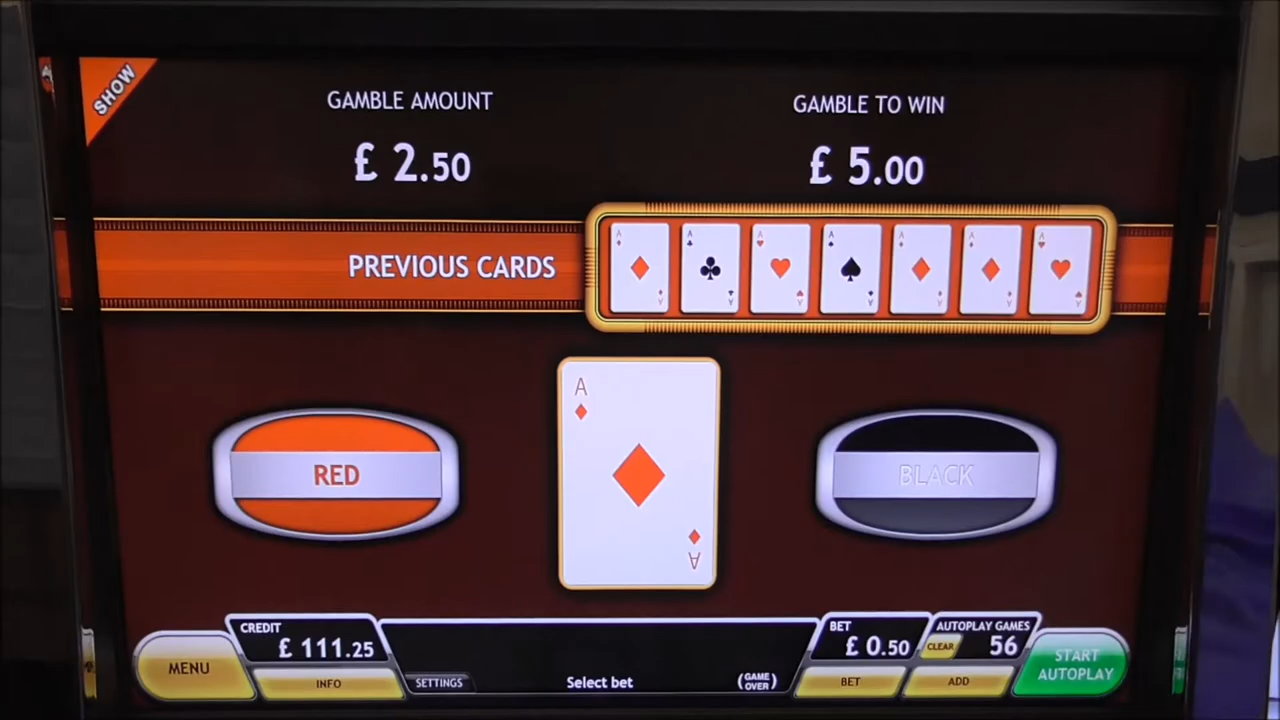 SHOW
GAMBLE AMOUNT
£ 2.50
GAMBLE TO WIN
£ 5.00
PREVIOUS CARDS
A A A A A A A
A A A A A A A
A
RED
BLACK
A
CREDIT
£ 111.25
BET
£ 0.50
AUTOPLAY GAMES
CLEAR 56
MENU
INFO
SETTINGS
Select bet
(GAME OVER)
BET
ADD
START
AUTOPLAY